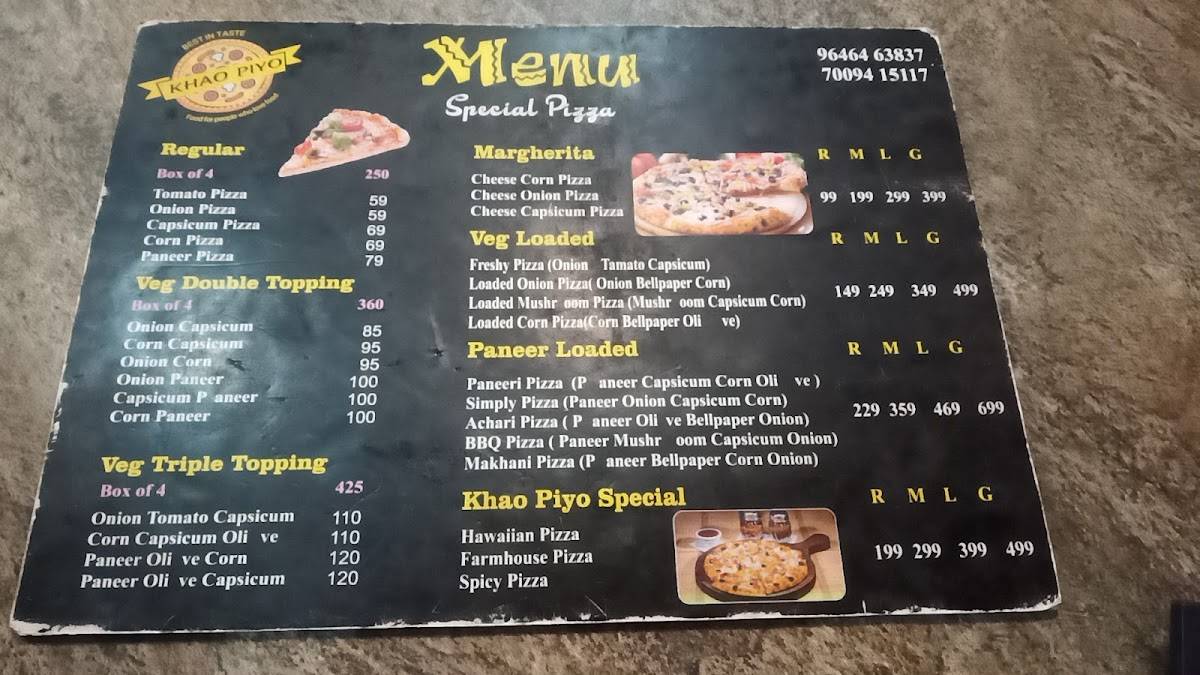 BEST IN TASTE
KHAO PIYO
Food for people who love food
Menu
Special Pizza
96464 63837
70094 15117
Regular
Box of 4 250
Tomato Pizza 59
Onion Pizza 59
Capsicum Pizza 69
Corn Pizza 69
Paneer Pizza 79
Veg Double Topping
Box of 4 360
Onion Capsicum 85
Corn Capsicum 95
Onion Corn 95
Onion Paneer 100
Capsicum P aneer 100
Corn Paneer 100
Veg Triple Topping
Box of 4 425
Onion Tomato Capsicum 110
Corn Capsicum Oli ve 110
Paneer Oli ve Corn 120
Paneer Oli ve Capsicum 120
Margherita R M L G
Cheese Corn Pizza
Cheese Onion Pizza 99 199 299 399
Cheese Capsicum Pizza
Veg Loaded R M L G
Freshy Pizza (Onion Tamato Capsicum)
Loaded Onion Pizza( Onion Bellpaper Corn) 149 249 349 499
Loaded Mushr oom Pizza (Mushr oom Capsicum Corn)
Loaded Corn Pizza(Corn Bellpaper Oli ve)
Paneer Loaded R M L G
Paneeri Pizza (P aneer Capsicum Corn Oli ve )
Simply Pizza (Paneer Onion Capsicum Corn) 229 359 469 699
Achari Pizza ( P aneer Oli ve Bellpaper Onion)
BBQ Pizza ( Paneer Mushr oom Capsicum Onion)
Makhani Pizza (P aneer Bellpaper Corn Onion)
Khao Piyo Special R M L G
Hawaiian Pizza
Farmhouse Pizza 199 299 399 499
Spicy Pizza